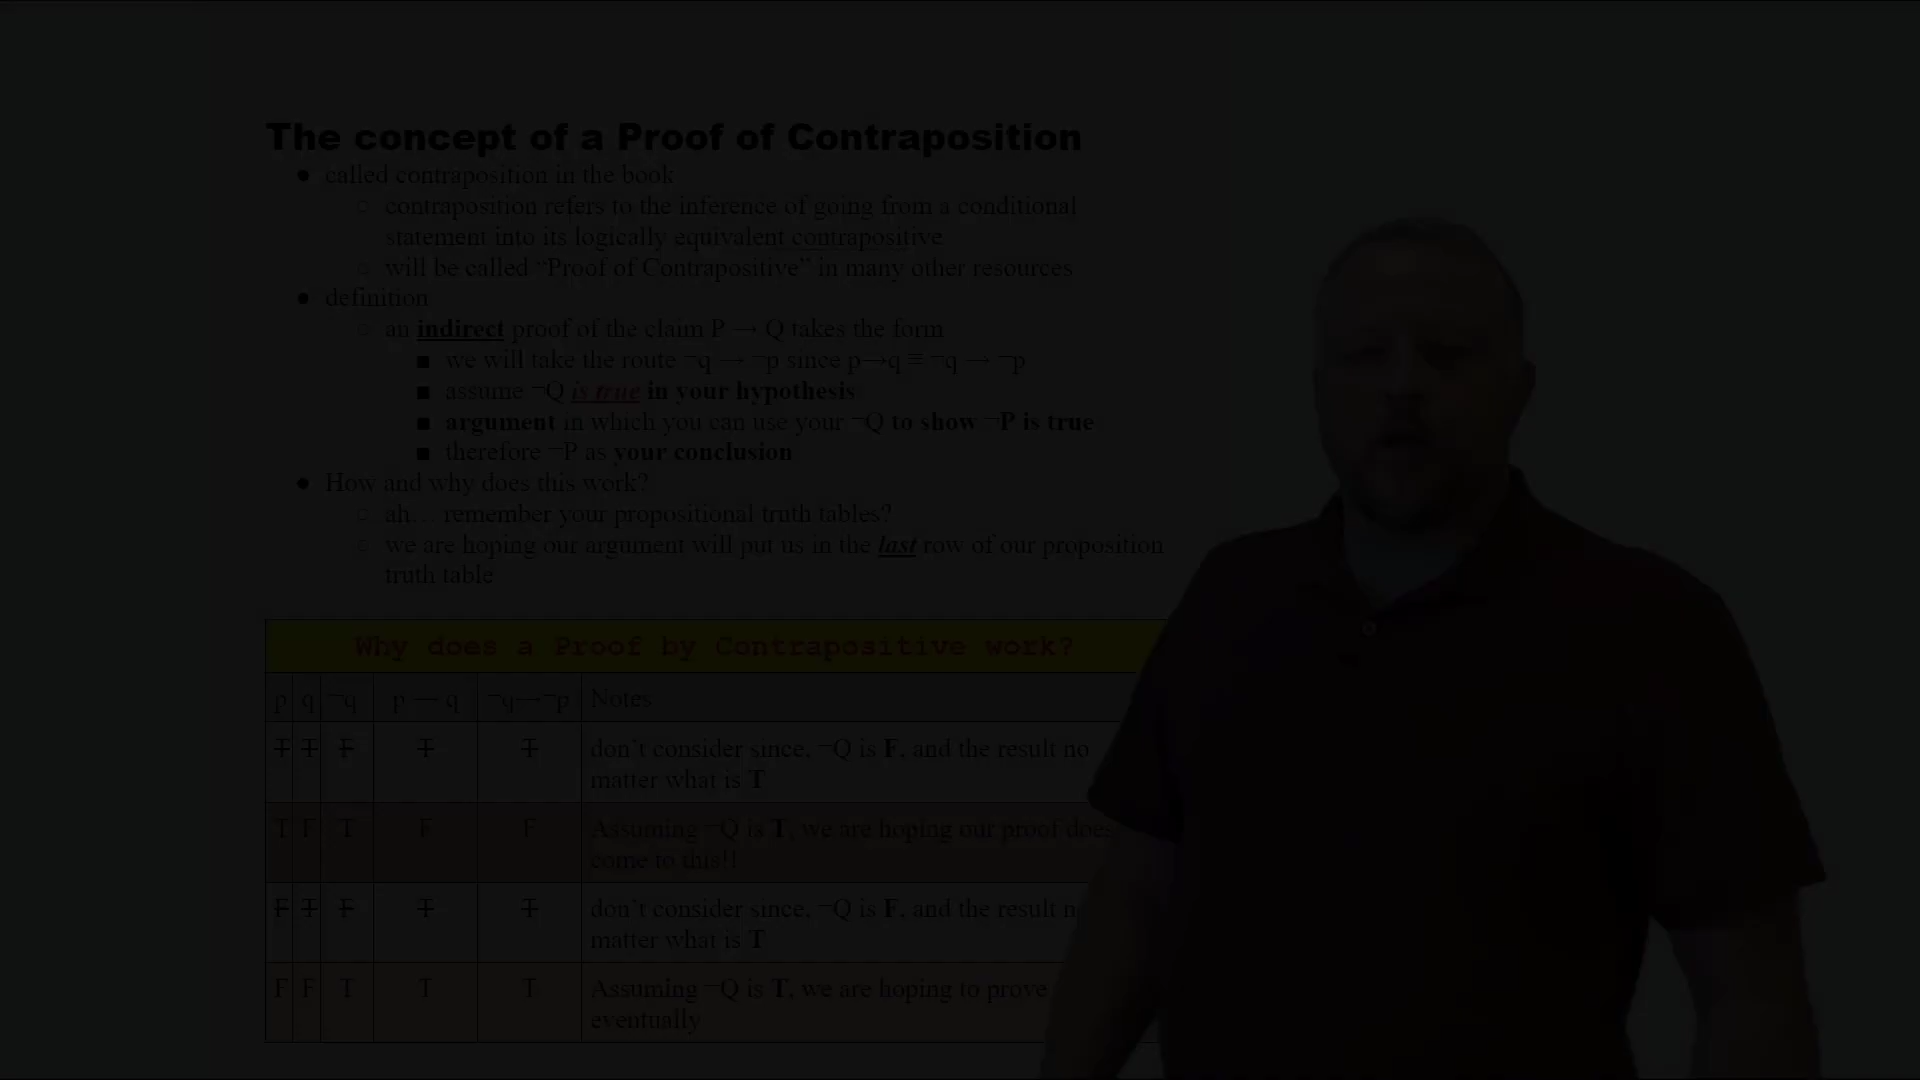 The concept of a Proof of Contraposition
● called contraposition in the book
○ contraposition refers to the inference of going from a conditional
statement into its logically equivalent contrapositive
○ will be called “Proof of Contrapositive” in many other resources
● definition
○ an indirect proof of the claim P → Q takes the form
■ we will take the route ¬q → ¬p since p→q ≡ ¬q → ¬p
■ assume ¬Q is true in your hypothesis
■ argument in which you can use your ¬Q to show ¬P is true
■ therefore ¬P as your conclusion
● How and why does this work?
○ ah… remember your propositional truth tables?
○ we are hoping our argument will put us in the last row of our proposition
truth table
Why does a Proof by Contrapositive work?
p q ¬q p → q ¬q→¬p Notes
T T F T T don’t consider since, ¬Q is F, and the result no
matter what is T
T F T F F Assuming ¬Q is T, we are hoping our proof does
come to this!!
F T F T T don’t consider since, ¬Q is F, and the result
matter what is T
F F T T T Assuming ¬Q is T, we are hoping to prove
eventually